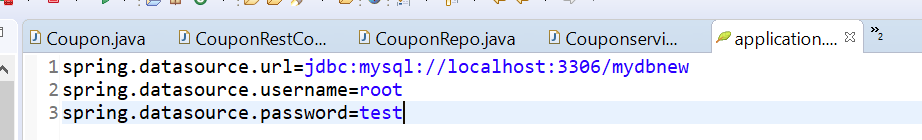 Coupon.java CouponRestCo... CouponRepo.java Couponservi... application.... »2
1 spring.datasource.url=jdbc:mysql://localhost:3306/mydbnew
2 spring.datasource.username=root
3 spring.datasource.password=test